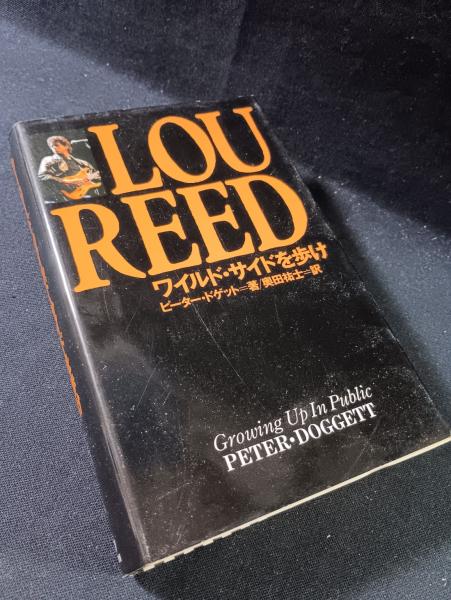 LOU
REED
ワイルド・サイドを歩け
ピーター・ドゲット=著/奥田祐士=訳
Growing Up In Public
PETER・DOGGETT